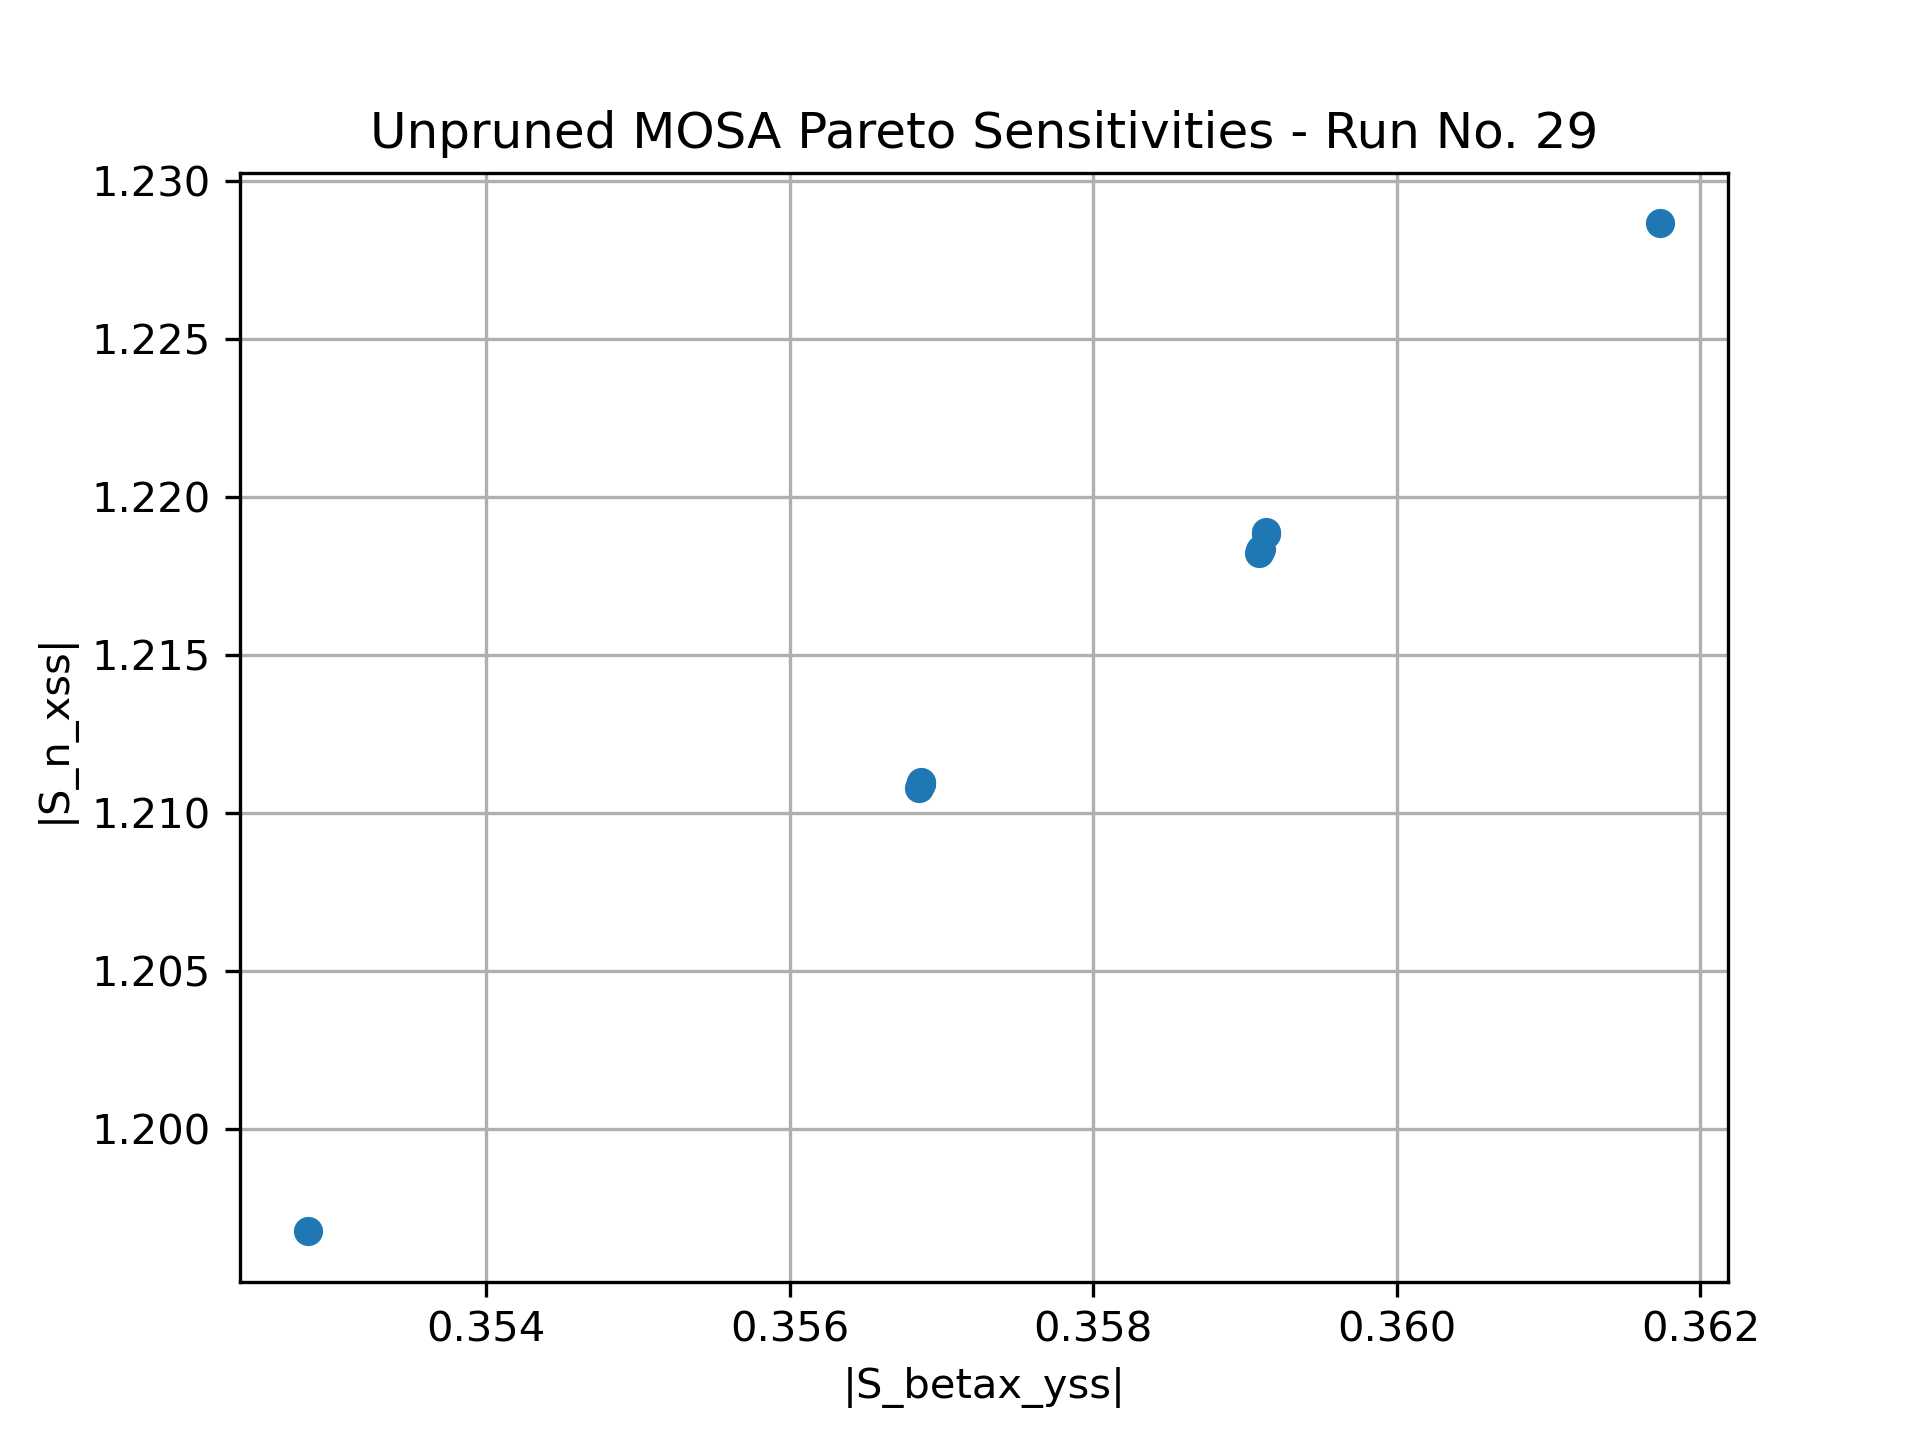 Unpruned MOSA Pareto Sensitivities - Run No. 29
1.230
1.225
1.220
1.215
1.210
1.205
1.200
|S_n_xss|
0.354 0.356 0.358 0.360 0.362
|S_betax_yss|